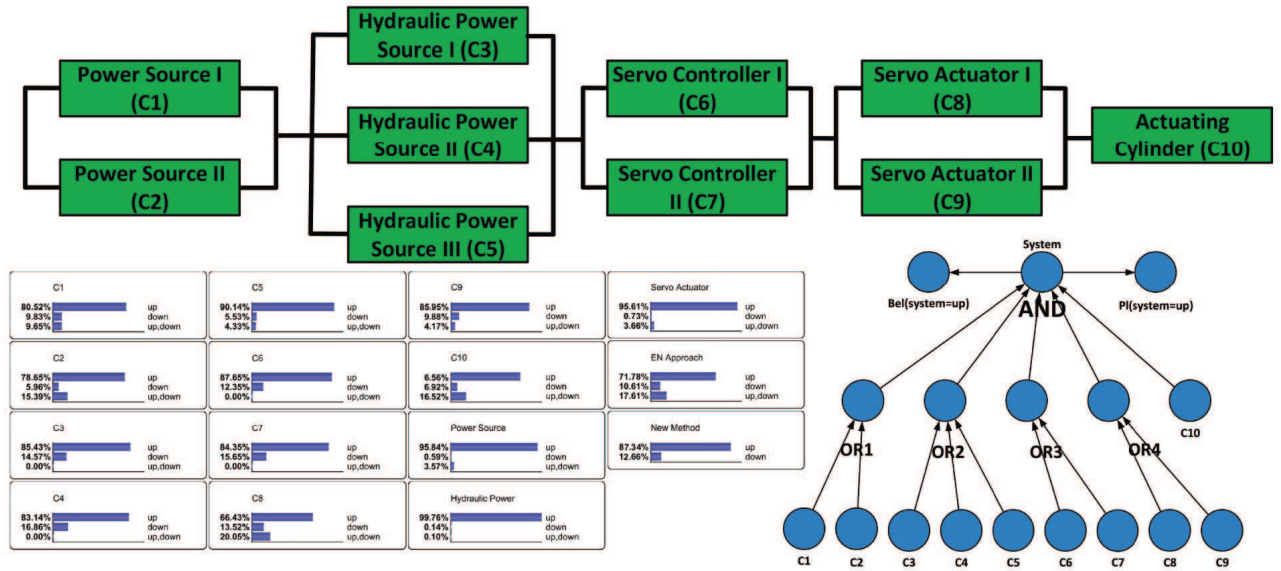 Power Source I
(C1)
Power Source II
(C2)
Hydraulic Power
Source I (C3)
Hydraulic Power
Source II (C4)
Hydraulic Power
Source III (C5)
Servo Controller I
(C6)
Servo Controller
II (C7)
Servo Actuator I
(C8)
Servo Actuator II
(C9)
Actuating
Cylinder (C10)
C1
80.52% up
9.83% down
9.65% up,down
C2
78.65% up
5.96% down
15.39% up,down
C3
85.43% up
14.57% down
0.00% up,down
C4
83.14% up
16.86% down
0.00% up,down
C5
90.14% up
5.53% down
4.33% up,down
C6
87.65% up
12.35% down
0.00% up,down
C7
84.35% up
15.65% down
0.00% up,down
C8
66.43% up
13.52% down
20.05% up,down
C9
85.95% up
9.88% down
4.17% up,down
C10
6.56% up
6.92% down
16.52% up,down
Power Source
95.84% up
0.59% down
3.57% up,down
Hydraulic Power
99.76% up
0.14% down
0.10% up,down
Servo Actuator
95.61% up
0.73% down
3.66% up,down
EN Approach
71.78% up
10.61% down
17.61% up,down
New Method
87.34% up
12.66% down
System
Bel(system=up)
Pl(system=up)
AND
OR1
OR2
OR3
OR4
C10
C1
C2
C3
C4
C5
C6
C7
C8
C9